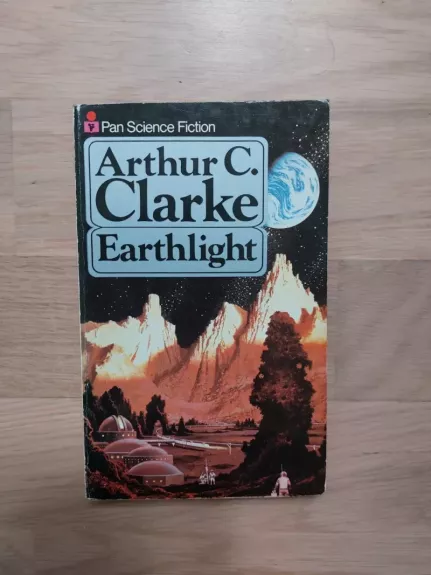 Pan Science Fiction
Arthur C.
Clarke
Earthlight